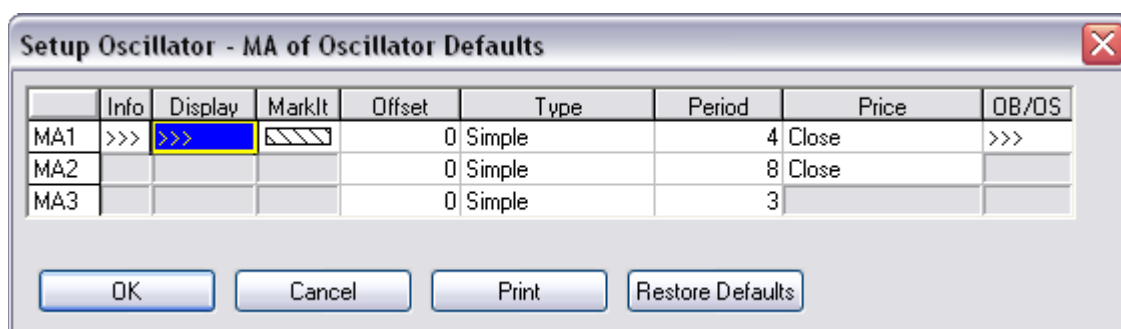 Setup Oscillator - MA of Oscillator Defaults
Info Display MarkIt Offset Type Period Price OB/OS
MA1 >>> >>> 0 Simple 4 Close >>>
MA2 0 Simple 8 Close
MA3 0 Simple 3
OK Cancel Print Restore Defaults